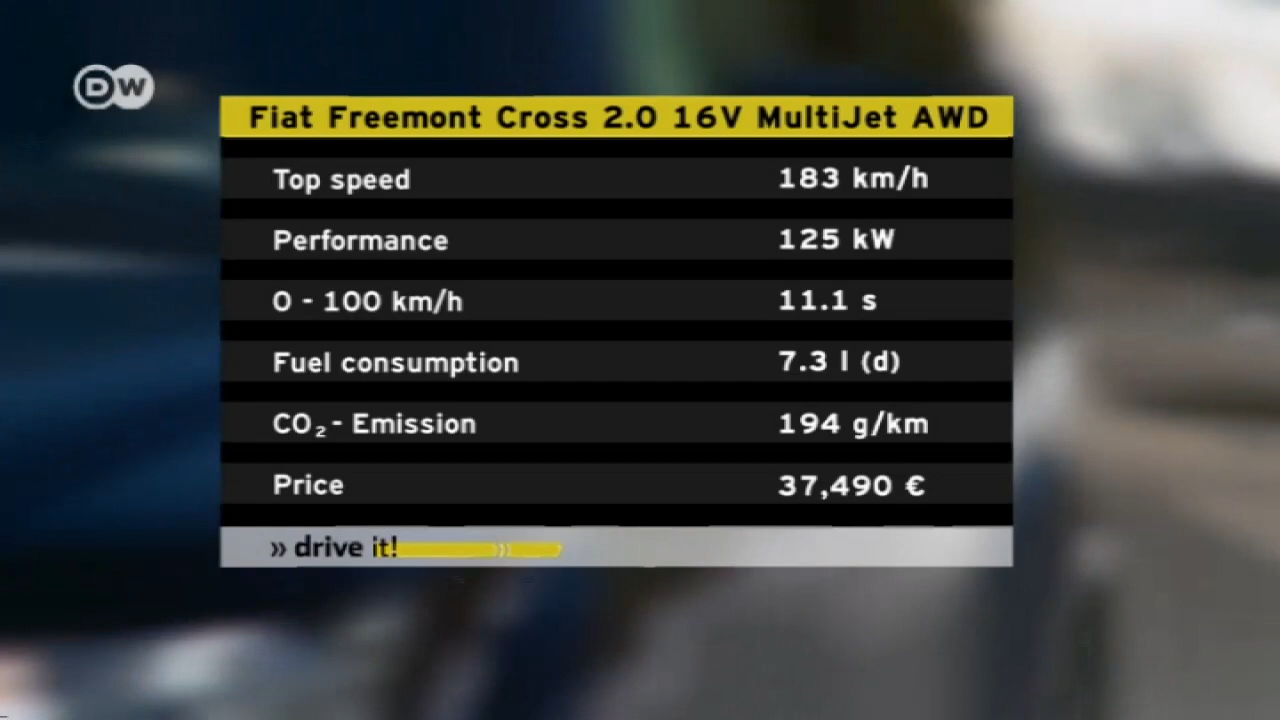 DW
Fiat Freemont Cross 2.0 16V MultiJet AWD
Top speed 183 km/h
Performance 125 kW
0 - 100 km/h 11.1 s
Fuel consumption 7.3 l (d)
CO₂- Emission 194 g/km
Price 37,490 €
» drive it!